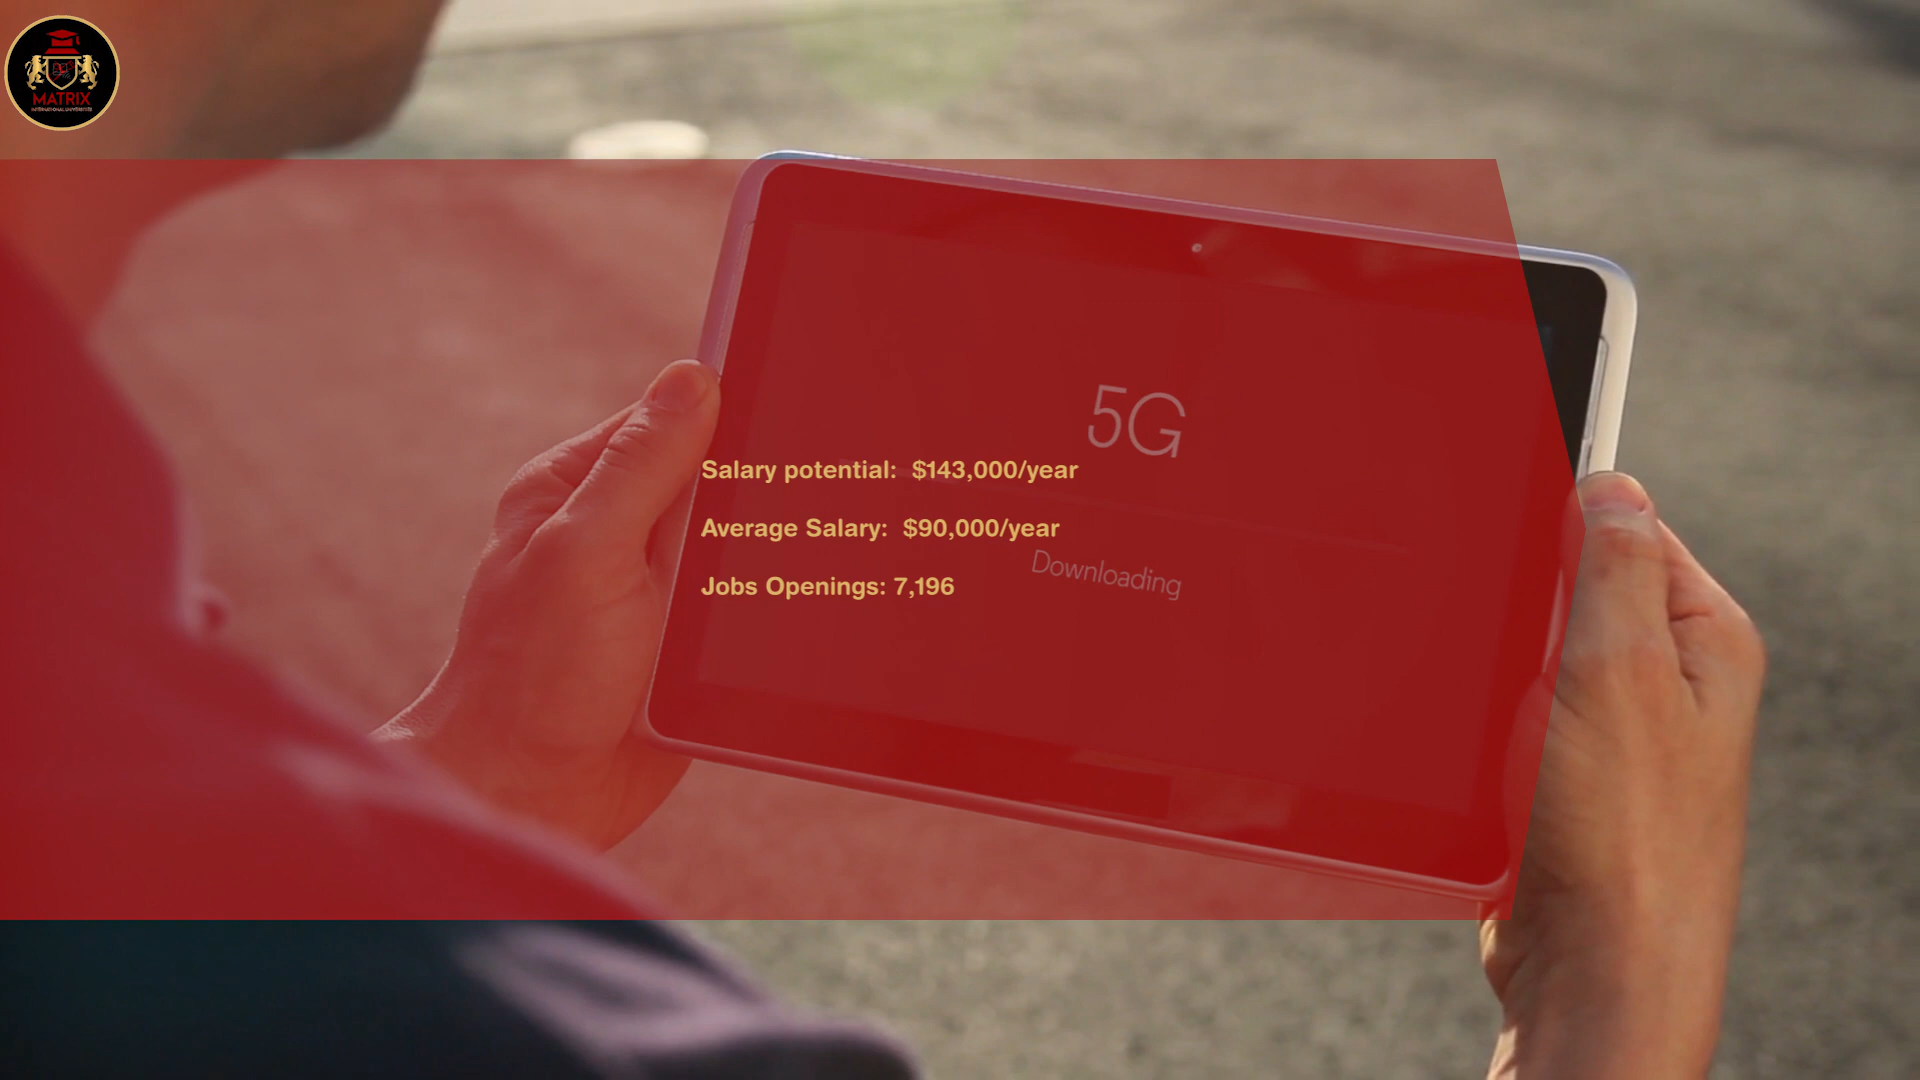 MATRIX
5G
Salary potential: $143,000/year
Average Salary: $90,000/year
Downloading
Jobs Openings: 7,196